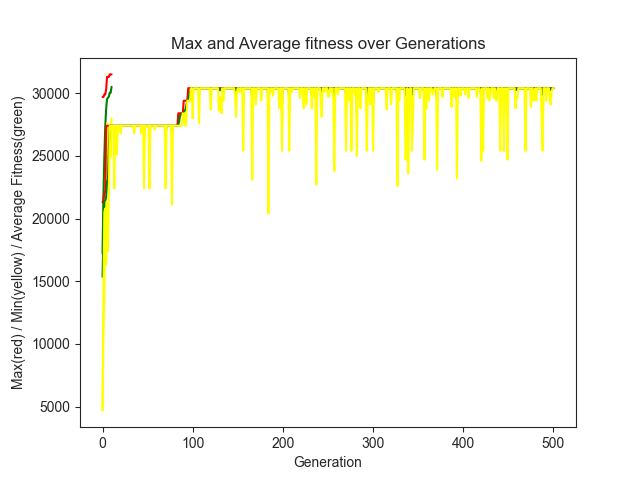 Max and Average fitness over Generations
Max(red) / Min(yellow) / Average Fitness(green)
30000
25000
20000
15000
10000
5000
0 100 200 300 400 500
Generation